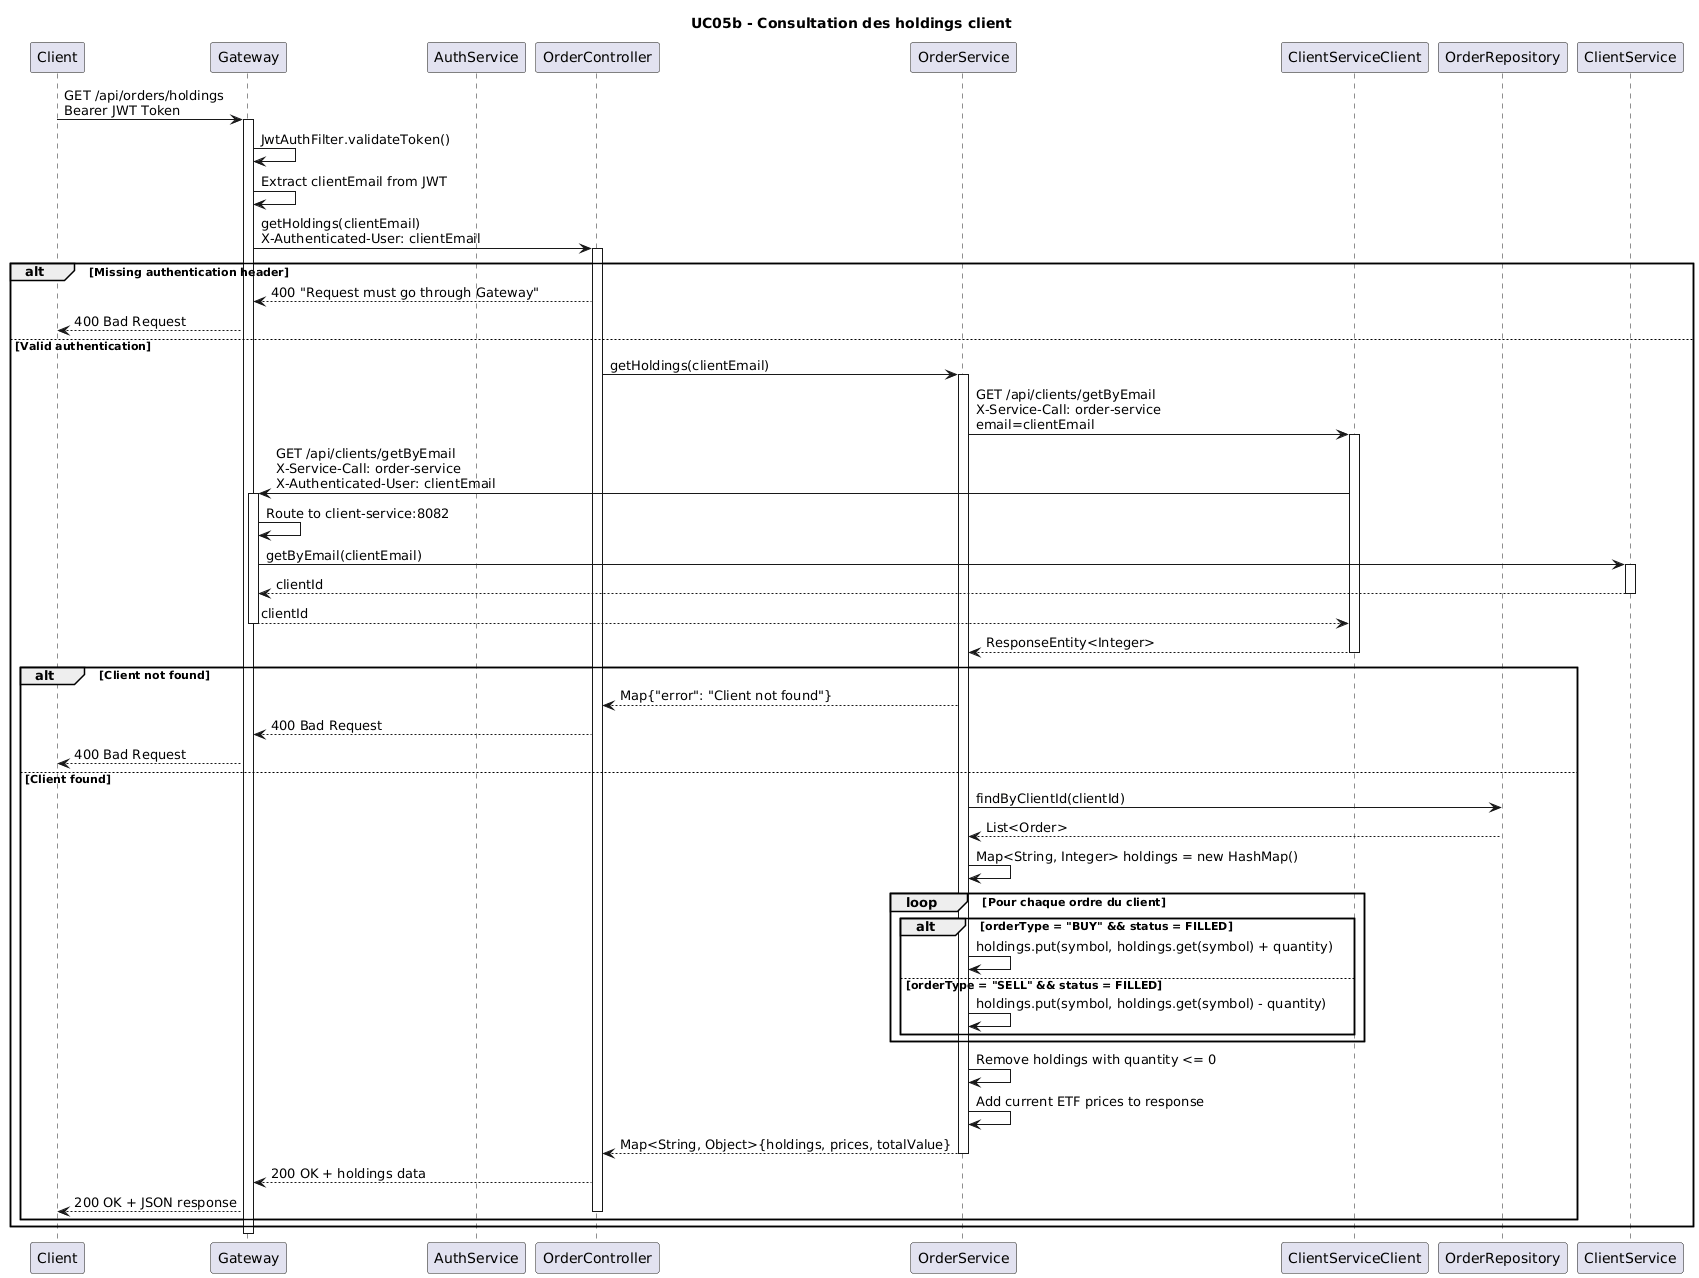 UC05b - Consultation des holdings client
Client
Gateway
AuthService
OrderController
OrderService
ClientServiceClient
OrderRepository
ClientService
GET /api/orders/holdings
Bearer JWT Token
JwtAuthFilter.validateToken()
Extract clientEmail from JWT
getHoldings(clientEmail)
X-Authenticated-User: clientEmail
alt
[Missing authentication header]
400 "Request must go through Gateway"
400 Bad Request
[Valid authentication]
getHoldings(clientEmail)
GET /api/clients/getByEmail
X-Service-Call: order-service
email=clientEmail
GET /api/clients/getByEmail
X-Service-Call: order-service
X-Authenticated-User: clientEmail
Route to client-service:8082
getByEmail(clientEmail)
clientId
clientId
ResponseEntity<Integer>
alt
[Client not found]
Map{"error": "Client not found"}
400 Bad Request
400 Bad Request
[Client found]
findByClientId(clientId)
List<Order>
Map<String, Integer> holdings = new HashMap()
loop
[Pour chaque ordre du client]
alt
[orderType = "BUY" && status = FILLED]
holdings.put(symbol, holdings.get(symbol) + quantity)
[orderType = "SELL" && status = FILLED]
holdings.put(symbol, holdings.get(symbol) - quantity)
Remove holdings with quantity <= 0
Add current ETF prices to response
Map<String, Object>{holdings, prices, totalValue}
200 OK + holdings data
200 OK + JSON response
Client
Gateway
AuthService
OrderController
OrderService
ClientServiceClient
OrderRepository
ClientService